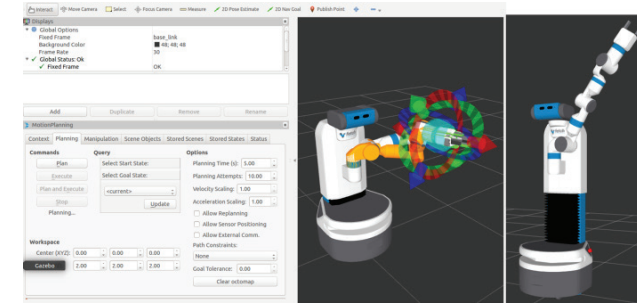 Interact Move Camera Select Focus Camera Measure 2D Pose Estimate 2D Nav Goal Publish Point
Displays
Global Options
Fixed Frame base_link
Background Color 48; 48; 48
Frame Rate 30
Global Status: Ok
Fixed Frame OK
Add Duplicate Remove Rename
MotionPlanning
Context Planning Manipulation Scene Objects Stored Scenes Stored States Status
Commands Query Options
Plan Select Start State: Planning Time (s): 5.00
Execute Select Goal State: Planning Attempts: 10.00
Plan and Execute <current> Velocity Scaling: 1.00
Stop Update Acceleration Scaling: 1.00
Planning... Allow Replanning
Allow Sensor Positioning
Allow External Comm.
Workspace Path Constraints:
Center (XYZ): 0.00 0.00 0.00 None
Gazebo 2.00 2.00 2.00 Goal Tolerance: 0.00
Clear octomap
fetch